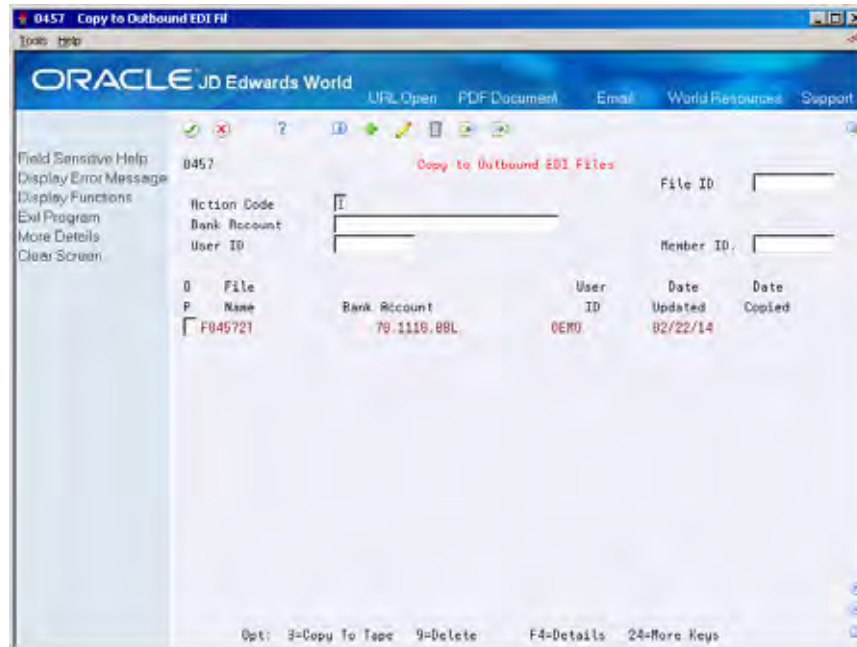 0457 Copy to Outbound EDI Fil
Tools Help
ORACLE JD Edwards World
URL Open PDF Document Email World Resources Support
Field Sensitive Help
Display Error Message
Display Functions
Exit Program
More Details
Clear Screen
0457 Copy to Outbound EDI Files
File ID
Action Code I
Bank Account
User ID Member ID.
O File User Date Date
P Name Bank Account ID Updated Copied
F045721 70.1110.BBL DEMO 02/22/14
Opt: 3=Copy To Tape 9=Delete F4=Details 24=More Keys